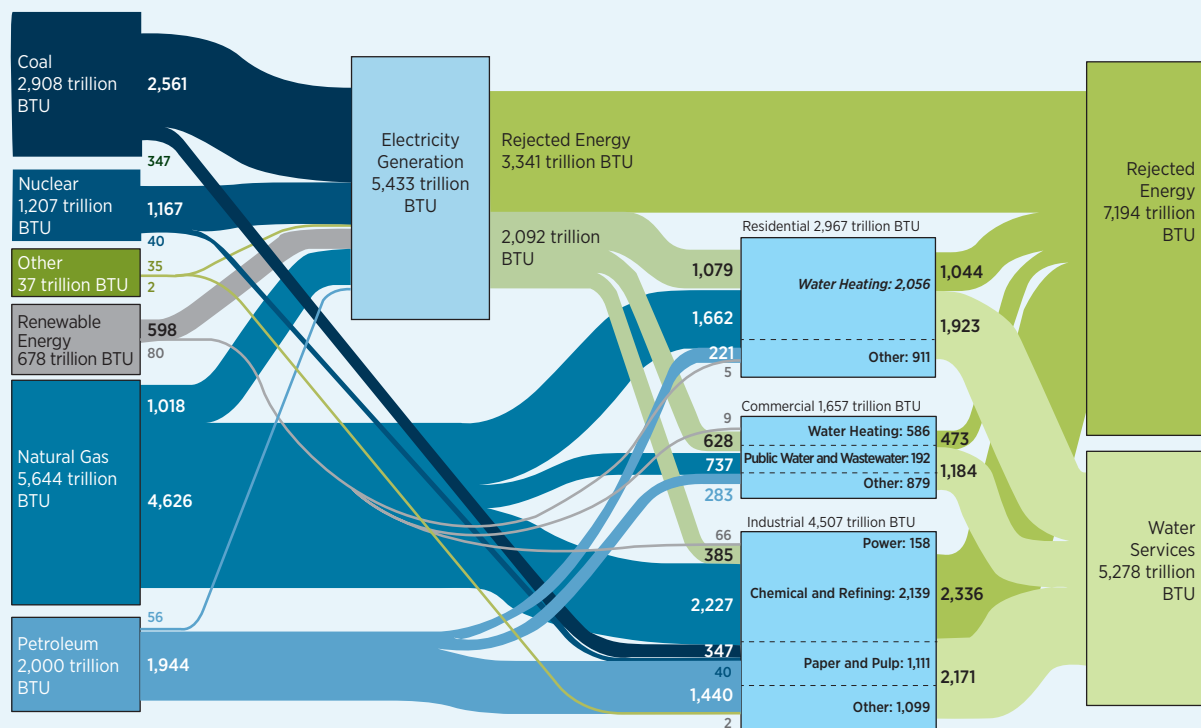 Coal
2,908 trillion
BTU
2,561
347
Nuclear
1,207 trillion
BTU
1,167
40
Other
37 trillion BTU
35
2
Renewable
Energy
678 trillion BTU
598
80
Natural Gas
5,644 trillion
BTU
1,018
4,626
Petroleum
2,000 trillion
BTU
56
1,944
Electricity
Generation
5,433 trillion
BTU
Rejected Energy
3,341 trillion BTU
2,092 trillion
BTU
Residential 2,967 trillion BTU
1,079
1,662
221
5
Water Heating: 2,056
Other: 911
1,044
1,923
Commercial 1,657 trillion BTU
9
628
737
283
Water Heating: 586
Public Water and Wastewater: 192
Other: 879
473
1,184
Industrial 4,507 trillion BTU
66
385
2,227
347
40
1,440
2
Power: 158
Chemical and Refining: 2,139
Paper and Pulp: 1,111
Other: 1,099
2,336
2,171
Rejected
Energy
7,194 trillion
BTU
Water
Services
5,278 trillion
BTU